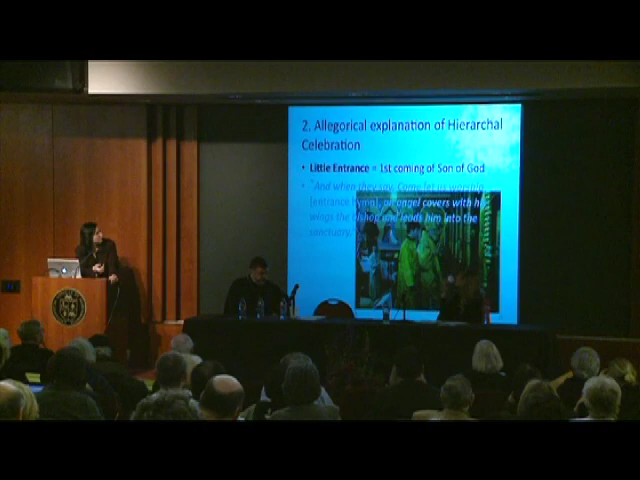 2. Allegorical explanation of Hierarchal
Celebration
• Little Entrance = 1st coming of Son of God
• "And when they say, Come let us worship
[entrance hymn], an angel covers with his
wings the bishop and leads him into the
sanctuary."